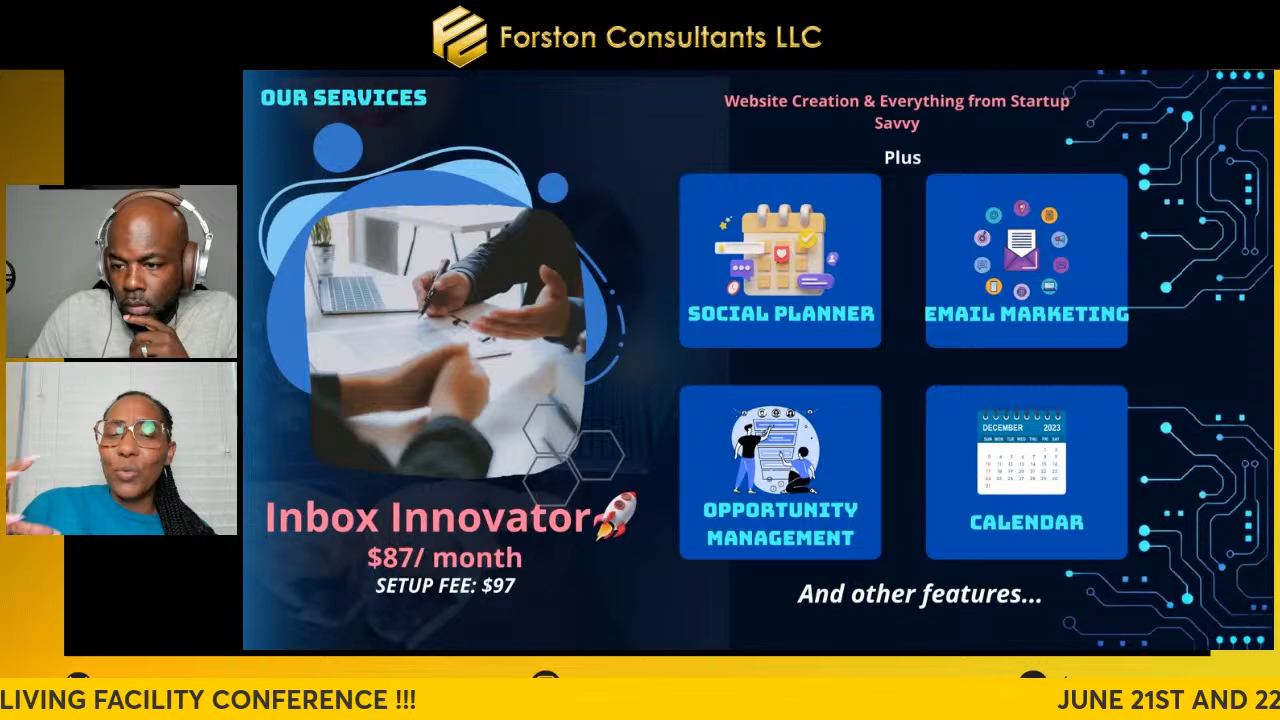 Forston Consultants LLC
OUR SERVICES
Website Creation & Everything from Startup
Savvy
Plus
SOCIAL PLANNER
EMAIL MARKETING
DECEMBER 2023
OPPORTUNITY
MANAGEMENT
CALENDAR
Inbox Innovator
$87/ month
SETUP FEE: $97
And other features...
LIVING FACILITY CONFERENCE !!!
JUNE 21ST AND 22